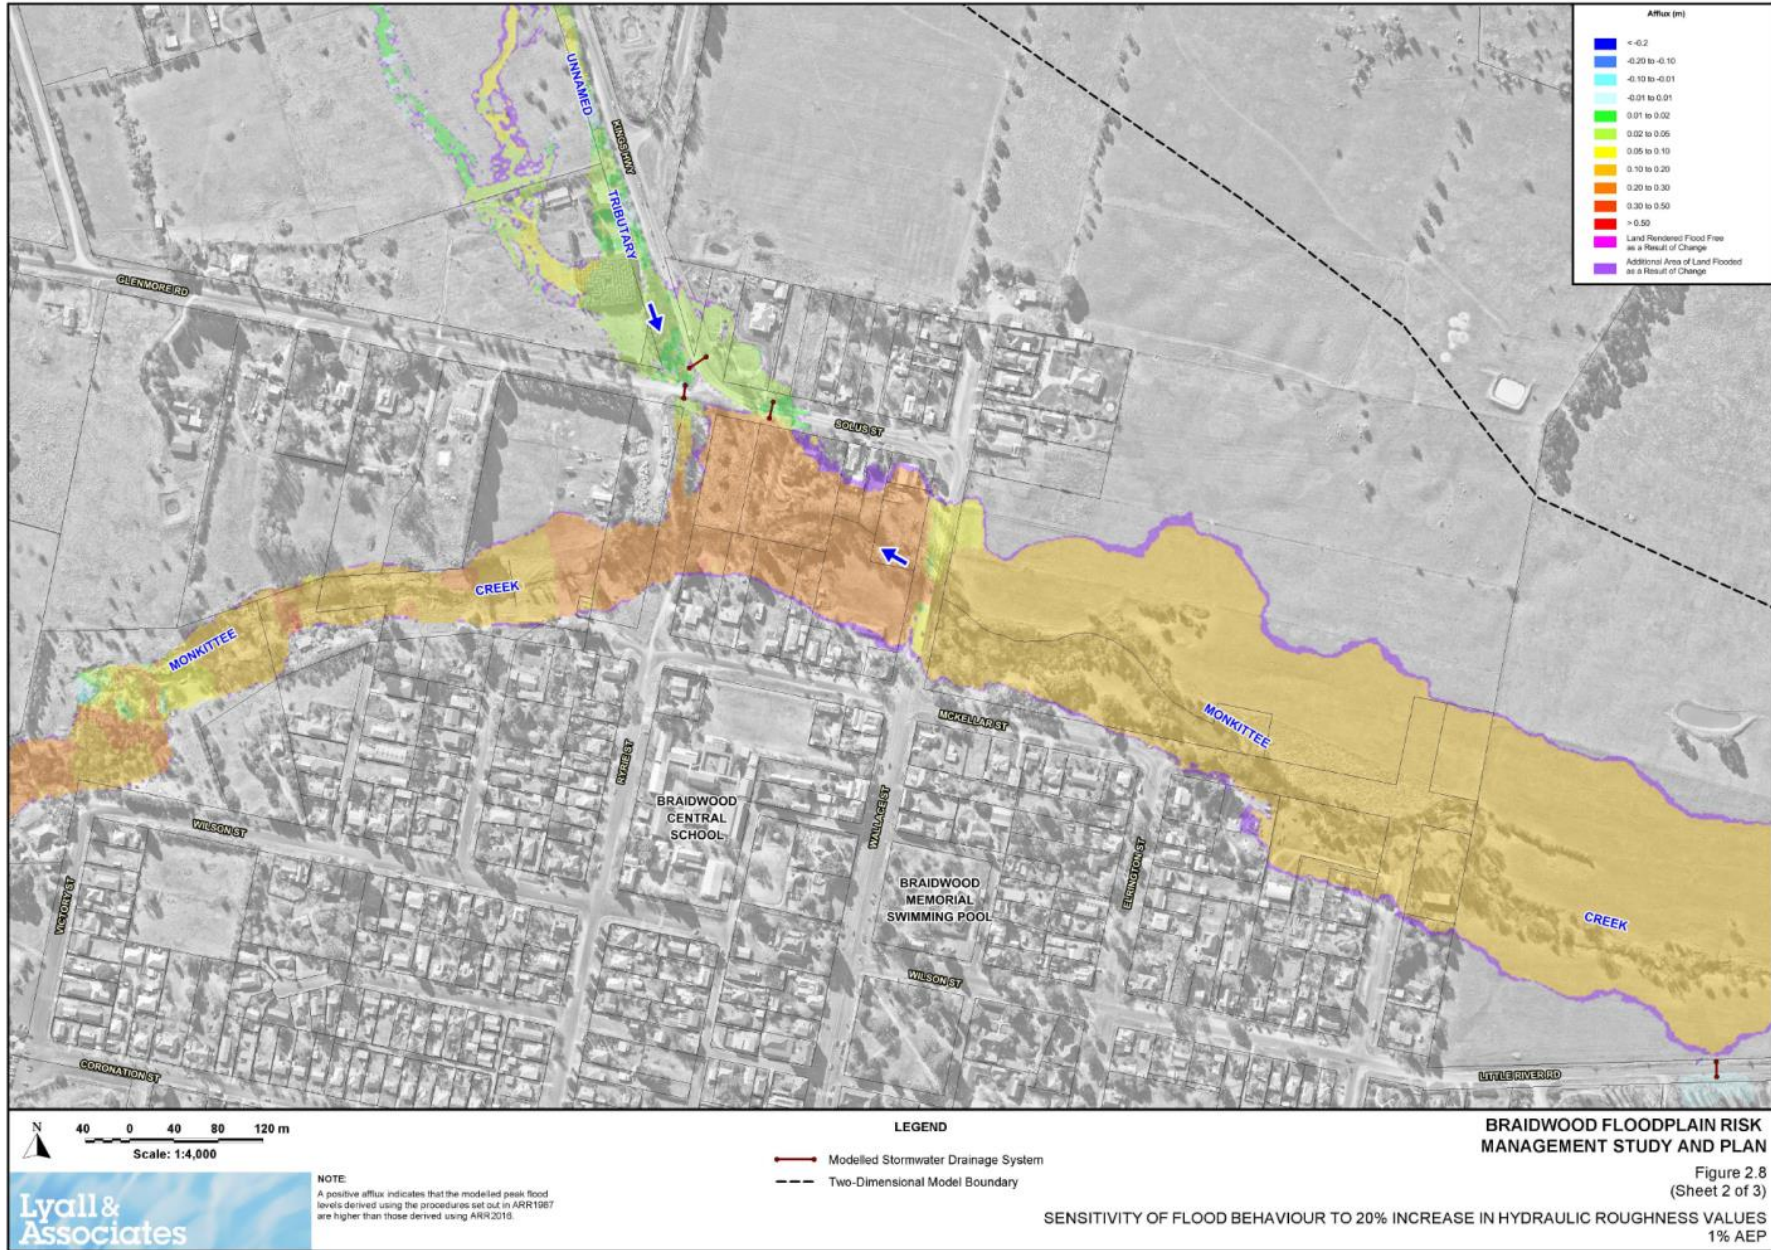 Afflux (m)
< -0.2
-0.20 to -0.10
-0.10 to -0.01
-0.01 to 0.01
0.01 to 0.02
0.02 to 0.05
0.05 to 0.10
0.10 to 0.20
0.20 to 0.30
0.30 to 0.50
> 0.50
Land Rendered Flood Free
as a Result of Change
Additional Area of Land Flooded
as a Result of Change
UNNAMED
KINGS HWY
TRIBUTARY
GLENMORE RD
SOLUS ST
CREEK
MONKITTEE
MONKITTEE
MCKELLAR ST
RYRIE ST
BRAIDWOOD
CENTRAL
SCHOOL
WALLACE ST
WILSON ST
VICTORY ST
ELRINGTON ST
BRAIDWOOD
MEMORIAL
SWIMMING POOL
CREEK
WILSON ST
CORONATION ST
LITTLE RIVER RD
N
40 0 40 80 120 m
Scale: 1:4,000
Lyall &
Associates
NOTE:
A positive afflux indicates that the modelled peak flood
levels derived using the procedures set out in ARR1987
are higher than those derived using ARR2016.
LEGEND
Modelled Stormwater Drainage System
Two-Dimensional Model Boundary
BRAIDWOOD FLOODPLAIN RISK
MANAGEMENT STUDY AND PLAN
Figure 2.8
(Sheet 2 of 3)
SENSITIVITY OF FLOOD BEHAVIOUR TO 20% INCREASE IN HYDRAULIC ROUGHNESS VALUES
1% AEP